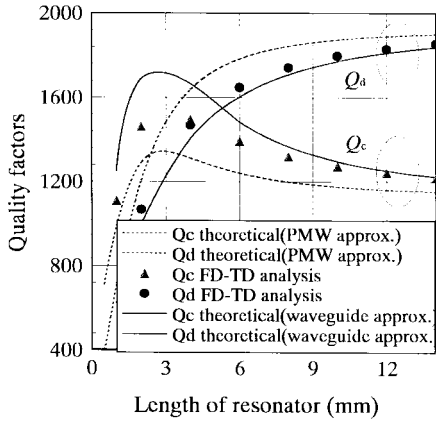 2000
1600
1200
800
400
Quality factors
Qd
Qc
Qc theoretical(PMW approx.)
Qd theoretical(PMW approx.)
Qc FD-TD analysis
Qd FD-TD analysis
Qc theoretical(waveguide approx.)
Qd theoretical(waveguide approx.)
0 3 6 9 12
Length of resonator (mm)